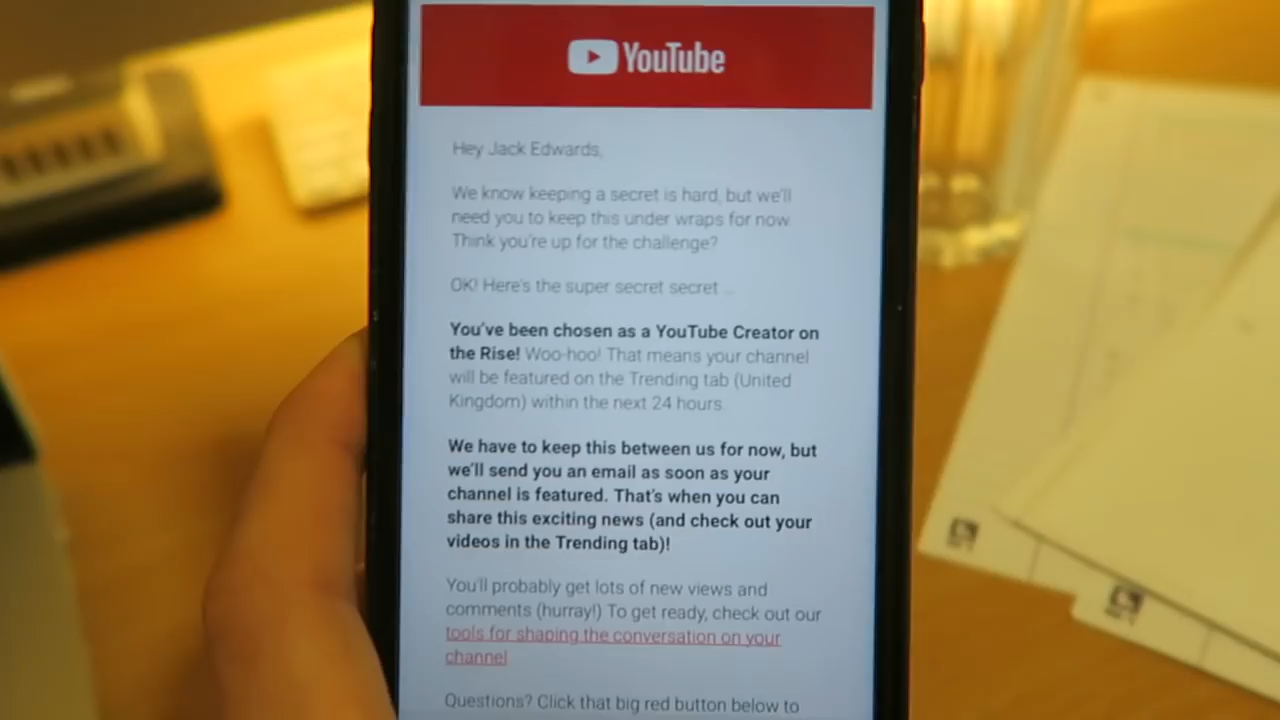 YouTube
Hey Jack Edwards,
We know keeping a secret is hard, but we'll
need you to keep this under wraps for now.
Think you're up for the challenge?
OK! Here's the super secret secret ...
You've been chosen as a YouTube Creator on
the Rise! Woo-hoo! That means your channel
will be featured on the Trending tab (United
Kingdom) within the next 24 hours.
We have to keep this between us for now, but
we'll send you an email as soon as your
channel is featured. That's when you can
share this exciting news (and check out your
videos in the Trending tab)!
You'll probably get lots of new views and
comments (hurray!) To get ready, check out our
tools for shaping the conversation on your
channel
Questions? Click that big red button below to